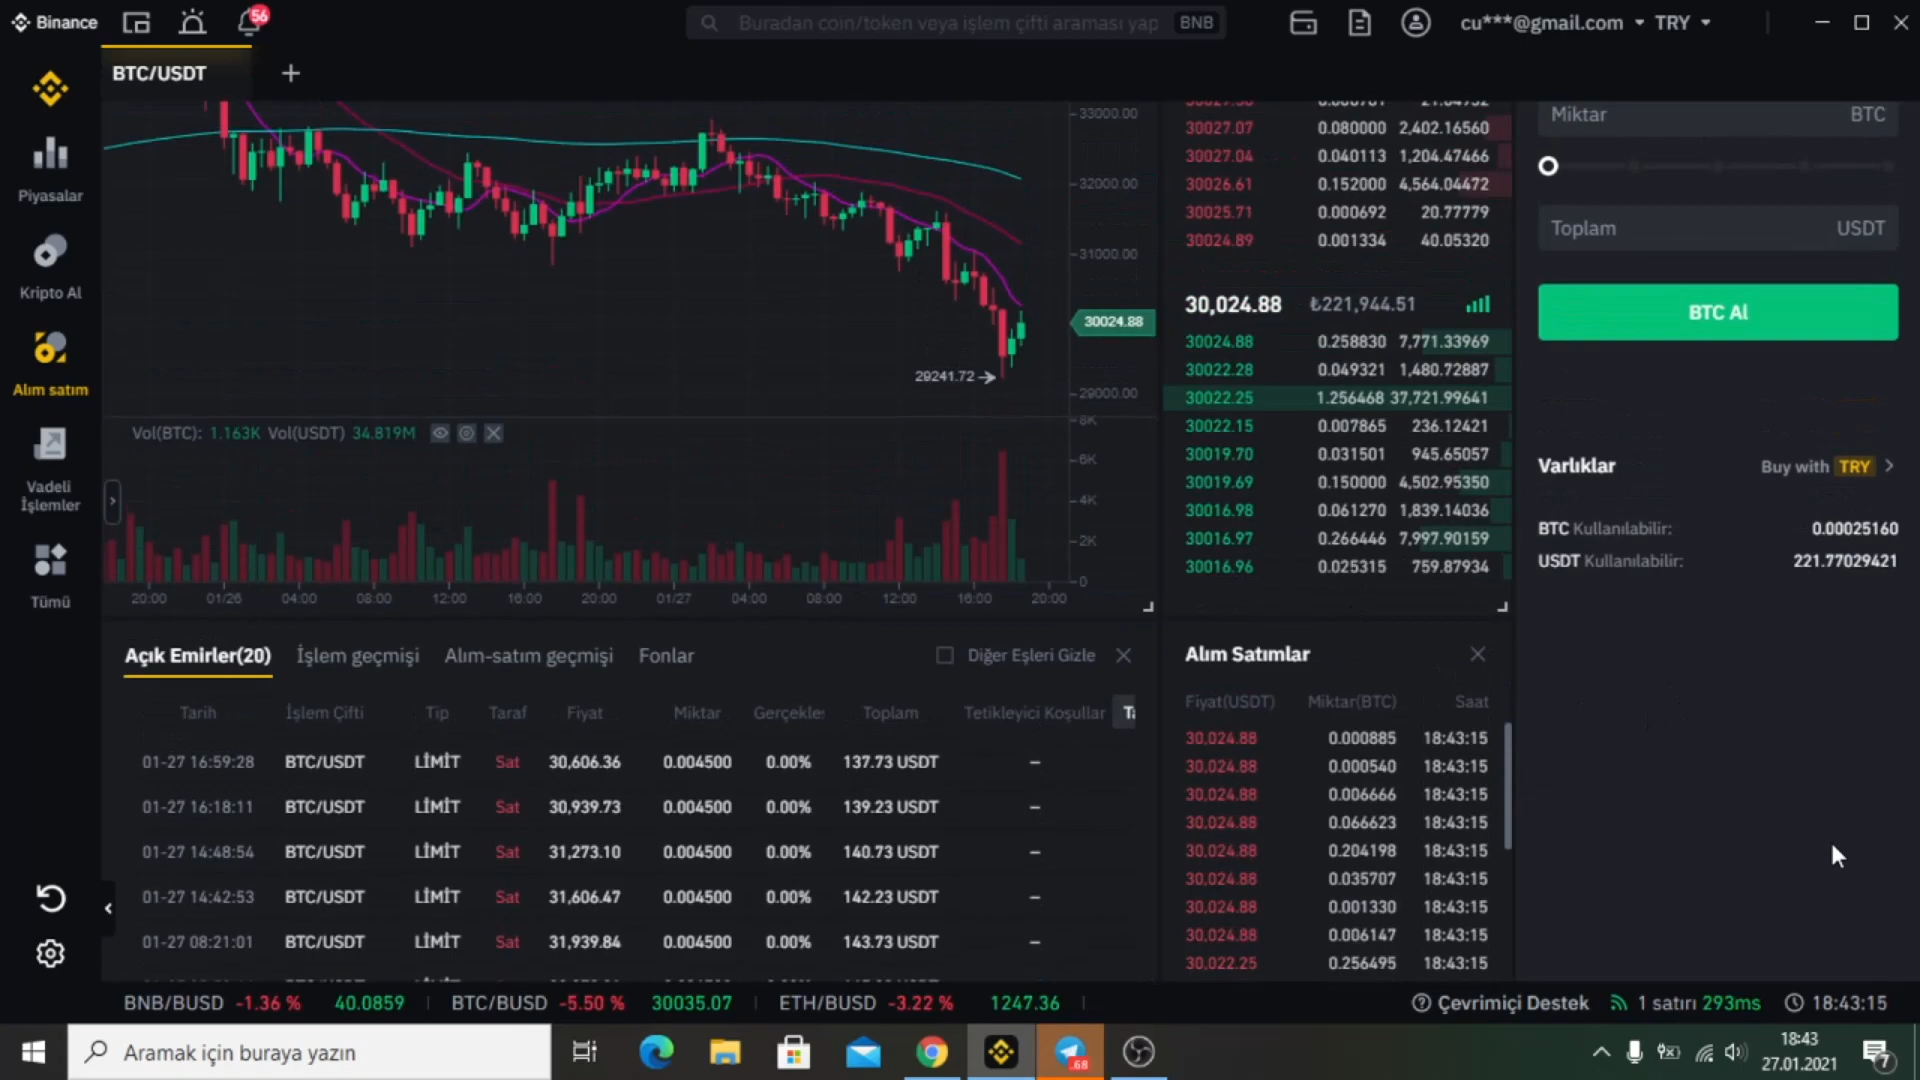 Binance
56
Buradan coin/token veya işlem çifti araması yap
BNB
cu***@gmail.com
TRY
BTC/USDT
+
Piyasalar
Kripto Al
Alım satım
Vadeli
İşlemler
Tümü
33000.00
32000.00
31000.00
30024.88
29000.00
29241.72
Vol(BTC): 1.163K Vol(USDT) 34.819M
8K
6K
4K
2K
0
20:00 01/26 04:00 08:00 12:00 16:00 20:00 01/27 04:00 08:00 12:00 16:00 20:00
30027.07 0.080000 2,402.16560
30027.04 0.040113 1,204.47466
30026.61 0.152000 4,564.04472
30025.71 0.000692 20.77779
30024.89 0.001334 40.05320
30,024.88 ₺221,944.51
30024.88 0.258830 7,771.33969
30022.28 0.049321 1,480.72887
30022.25 1.256468 37,721.99641
30022.15 0.007865 236.12421
30019.70 0.031501 945.65057
30019.69 0.150000 4,502.95350
30016.98 0.061270 1,839.14036
30016.97 0.266446 7,997.90159
30016.96 0.025315 759.87934
Miktar BTC
Toplam USDT
BTC Al
Varlıklar Buy with TRY
BTC Kullanılabilir: 0.00025160
USDT Kullanılabilir: 221.77029421
Açık Emirler(20) İşlem geçmişi Alım-satım geçmişi Fonlar Diğer Eşleri Gizle
Tarih İşlem Çifti Tip Taraf Fiyat Miktar Gerçekleş Toplam Tetikleyici Koşullar
01-27 16:59:28 BTC/USDT LİMİT Sat 30,606.36 0.004500 0.00% 137.73 USDT –
01-27 16:18:11 BTC/USDT LİMİT Sat 30,939.73 0.004500 0.00% 139.23 USDT –
01-27 14:48:54 BTC/USDT LİMİT Sat 31,273.10 0.004500 0.00% 140.73 USDT –
01-27 14:42:53 BTC/USDT LİMİT Sat 31,606.47 0.004500 0.00% 142.23 USDT –
01-27 08:21:01 BTC/USDT LİMİT Sat 31,939.84 0.004500 0.00% 143.73 USDT –
Alım Satımlar
Fiyat(USDT) Miktar(BTC) Saat
30,024.88 0.000885 18:43:15
30,024.88 0.000540 18:43:15
30,024.88 0.006666 18:43:15
30,024.88 0.066623 18:43:15
30,024.88 0.204198 18:43:15
30,024.88 0.035707 18:43:15
30,024.88 0.001330 18:43:15
30,024.88 0.006147 18:43:15
30,022.25 0.256495 18:43:15
BNB/BUSD -1.36 % 40.0859 BTC/BUSD -5.50 % 30035.07 ETH/BUSD -3.22 % 1247.36
Çevrimiçi Destek 1 satırı 293ms 18:43:15
Aramak için buraya yazın
.68
18:43
27.01.2021
7